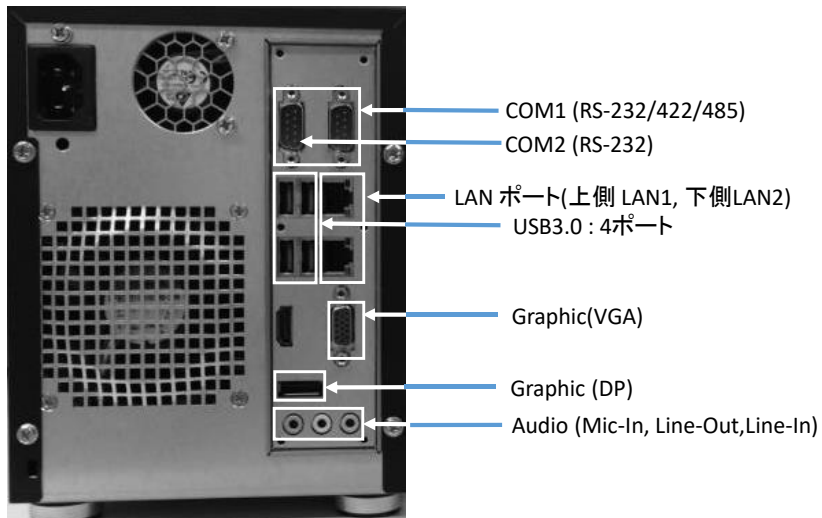 COM1 (RS-232/422/485)
COM2 (RS-232)
LAN ポート(上側 LAN1, 下側LAN2)
USB3.0 : 4ポート
Graphic(VGA)
Graphic (DP)
Audio (Mic-In, Line-Out,Line-In)